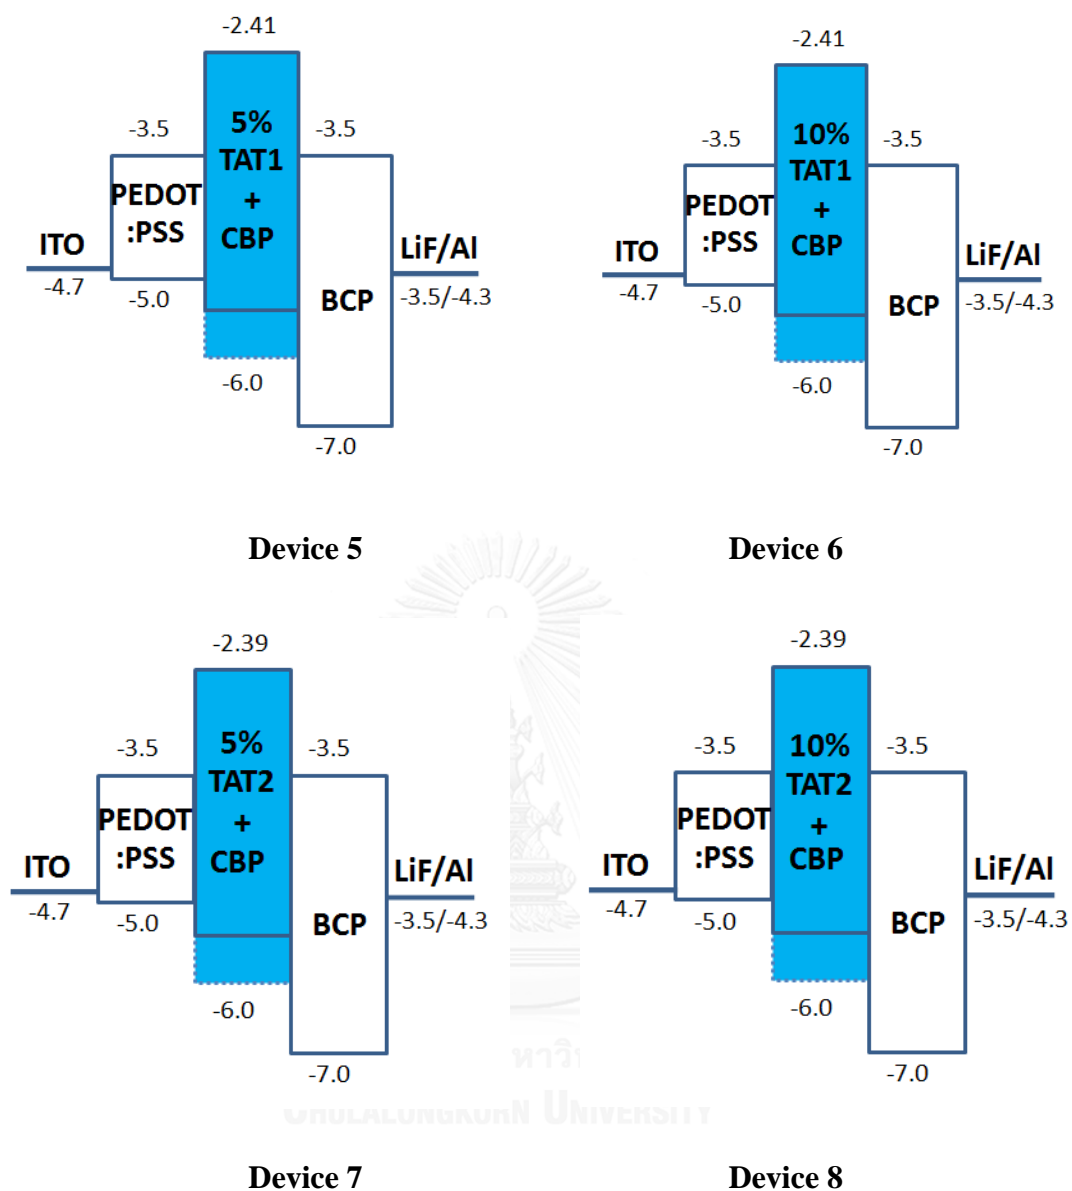 -2.41
5%
TAT1
+
CBP
-3.5
-3.5
PEDOT
:PSS
ITO
-4.7
-5.0
-6.0
BCP
-7.0
LiF/Al
-3.5/-4.3
Device 5
-2.41
10%
TAT1
+
CBP
-3.5
-3.5
PEDOT
:PSS
ITO
-4.7
-5.0
-6.0
BCP
-7.0
LiF/Al
-3.5/-4.3
Device 6
-2.39
5%
TAT2
+
CBP
-3.5
-3.5
PEDOT
:PSS
ITO
-4.7
-5.0
-6.0
BCP
-7.0
LiF/Al
-3.5/-4.3
Device 7
-2.39
10%
TAT2
+
CBP
-3.5
-3.5
PEDOT
:PSS
ITO
-4.7
-5.0
-6.0
BCP
-7.0
LiF/Al
-3.5/-4.3
Device 8
CHULALONGKORN UNIVERSITY